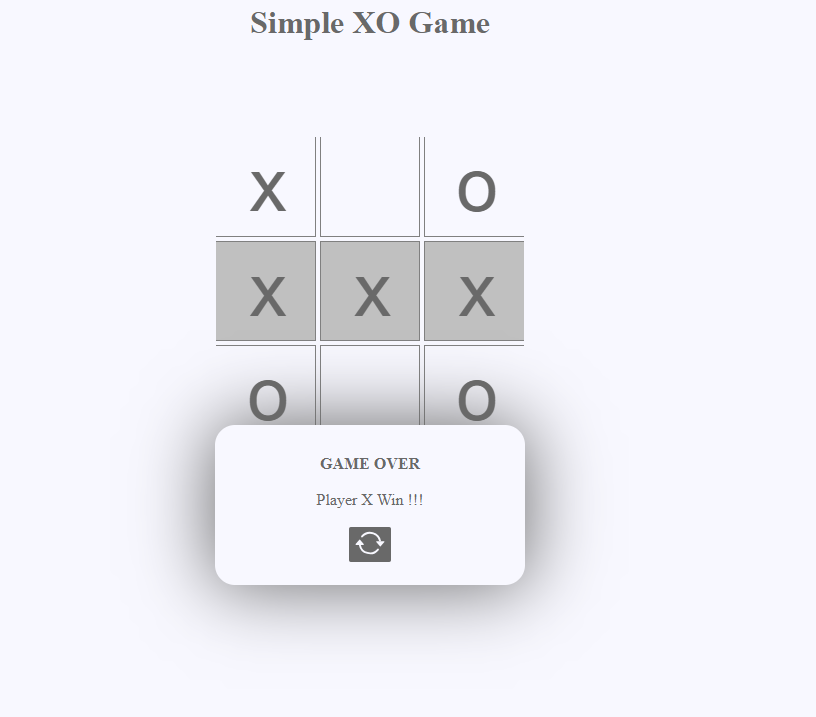 Simple XO Game
X O
X X X
O O
GAME OVER
Player X Win !!!